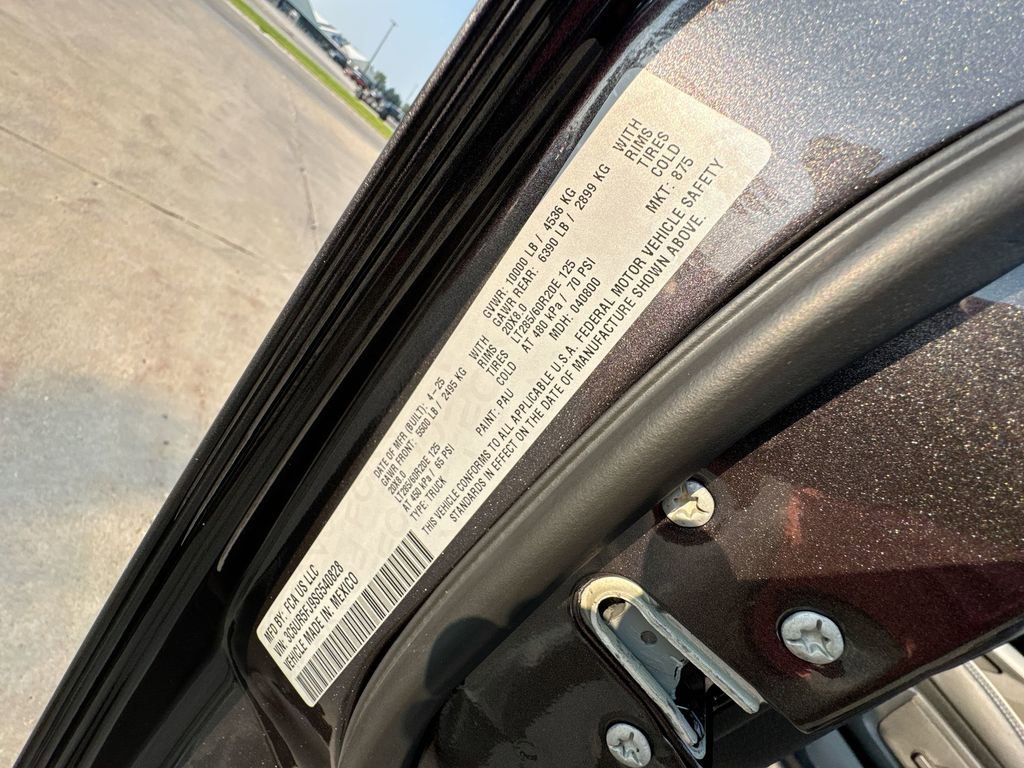 MFD BY: FCA US LLC
DATE OF MFR. (BUILT): 4-25
GVWR: 10000 LB / 4536 KG
GAWR FRONT: 5500 LB / 2495 KG WITH
20X8.0 RIMS
LT285/60R20E 125 TIRES
AT 450 kPa / 65 PSI COLD
GAWR REAR: 6390 LB / 2899 KG WITH
20X8.0 RIMS
LT285/60R20E 125 TIRES
AT 480 kPa / 70 PSI COLD
VIN: 3C6UR5FJ9SG540828
TYPE: TRUCK PAINT: PAU MDH: 040800 MKT: 875
VEHICLE MADE IN: MEXICO
THIS VEHICLE CONFORMS TO ALL APPLICABLE U.S.A. FEDERAL MOTOR VEHICLE SAFETY
STANDARDS IN EFFECT ON THE DATE OF MANUFACTURE SHOWN ABOVE.